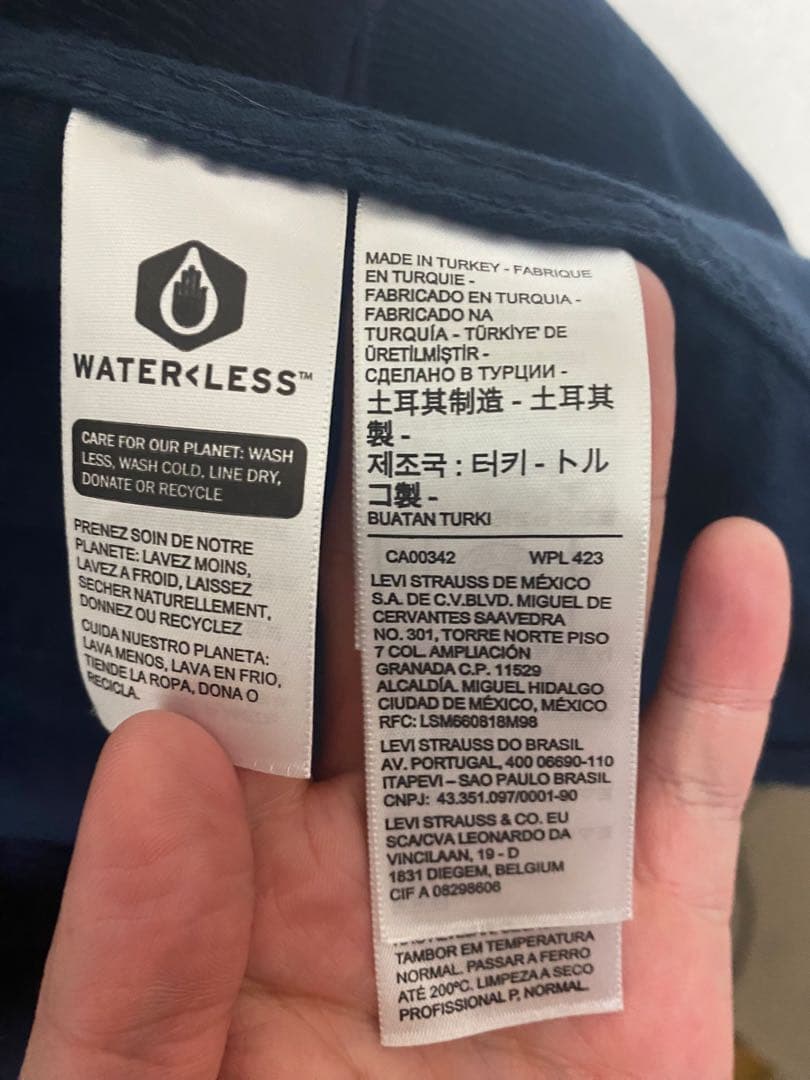 WATER<LESS™
CARE FOR OUR PLANET: WASH
LESS, WASH COLD, LINE DRY,
DONATE OR RECYCLE
PRENEZ SOIN DE NOTRE
PLANETE: LAVEZ MOINS,
LAVEZ A FROID, LAISSEZ
SECHER NATURELLEMENT,
DONNEZ OU RECYCLEZ
CUIDA NUESTRO PLANETA:
LAVA MENOS, LAVA EN FRIO,
TIENDE LA ROPA, DONA O
RECICLA.
MADE IN TURKEY - FABRIQUE
EN TURQUIE -
FABRICADO EN TURQUIA -
FABRICADO NA
TURQUÍA - TÜRKİYE' DE
ÜRETİLMİŞTİR -
СДЕЛАНО В ТУРЦИИ -
土耳其制造 - 土耳其
製 -
제조국 : 터키 - トル
コ製 -
BUATAN TURKI
CA00342 WPL 423
LEVI STRAUSS DE MÉXICO
S.A. DE C.V.BLVD. MIGUEL DE
CERVANTES SAAVEDRA
NO. 301, TORRE NORTE PISO
7 COL. AMPLIACIÓN
GRANADA C.P. 11529
ALCALDÍA. MIGUEL HIDALGO
CIUDAD DE MÉXICO, MÉXICO
RFC: LSM660818M98
LEVI STRAUSS DO BRASIL
AV. PORTUGAL, 400 06690-110
ITAPEVI – SAO PAULO BRASIL
CNPJ: 43.351.097/0001-90
LEVI STRAUSS & CO. EU
SCA/CVA LEONARDO DA
VINCILAAN, 19 - D
1831 DIEGEM, BELGIUM
CIF A 08298606
TAMBOR EM TEMPERATURA
NORMAL. PASSAR A FERRO
ATÉ 200ºC. LIMPEZA A SECO
PROFISSIONAL P, NORMAL.